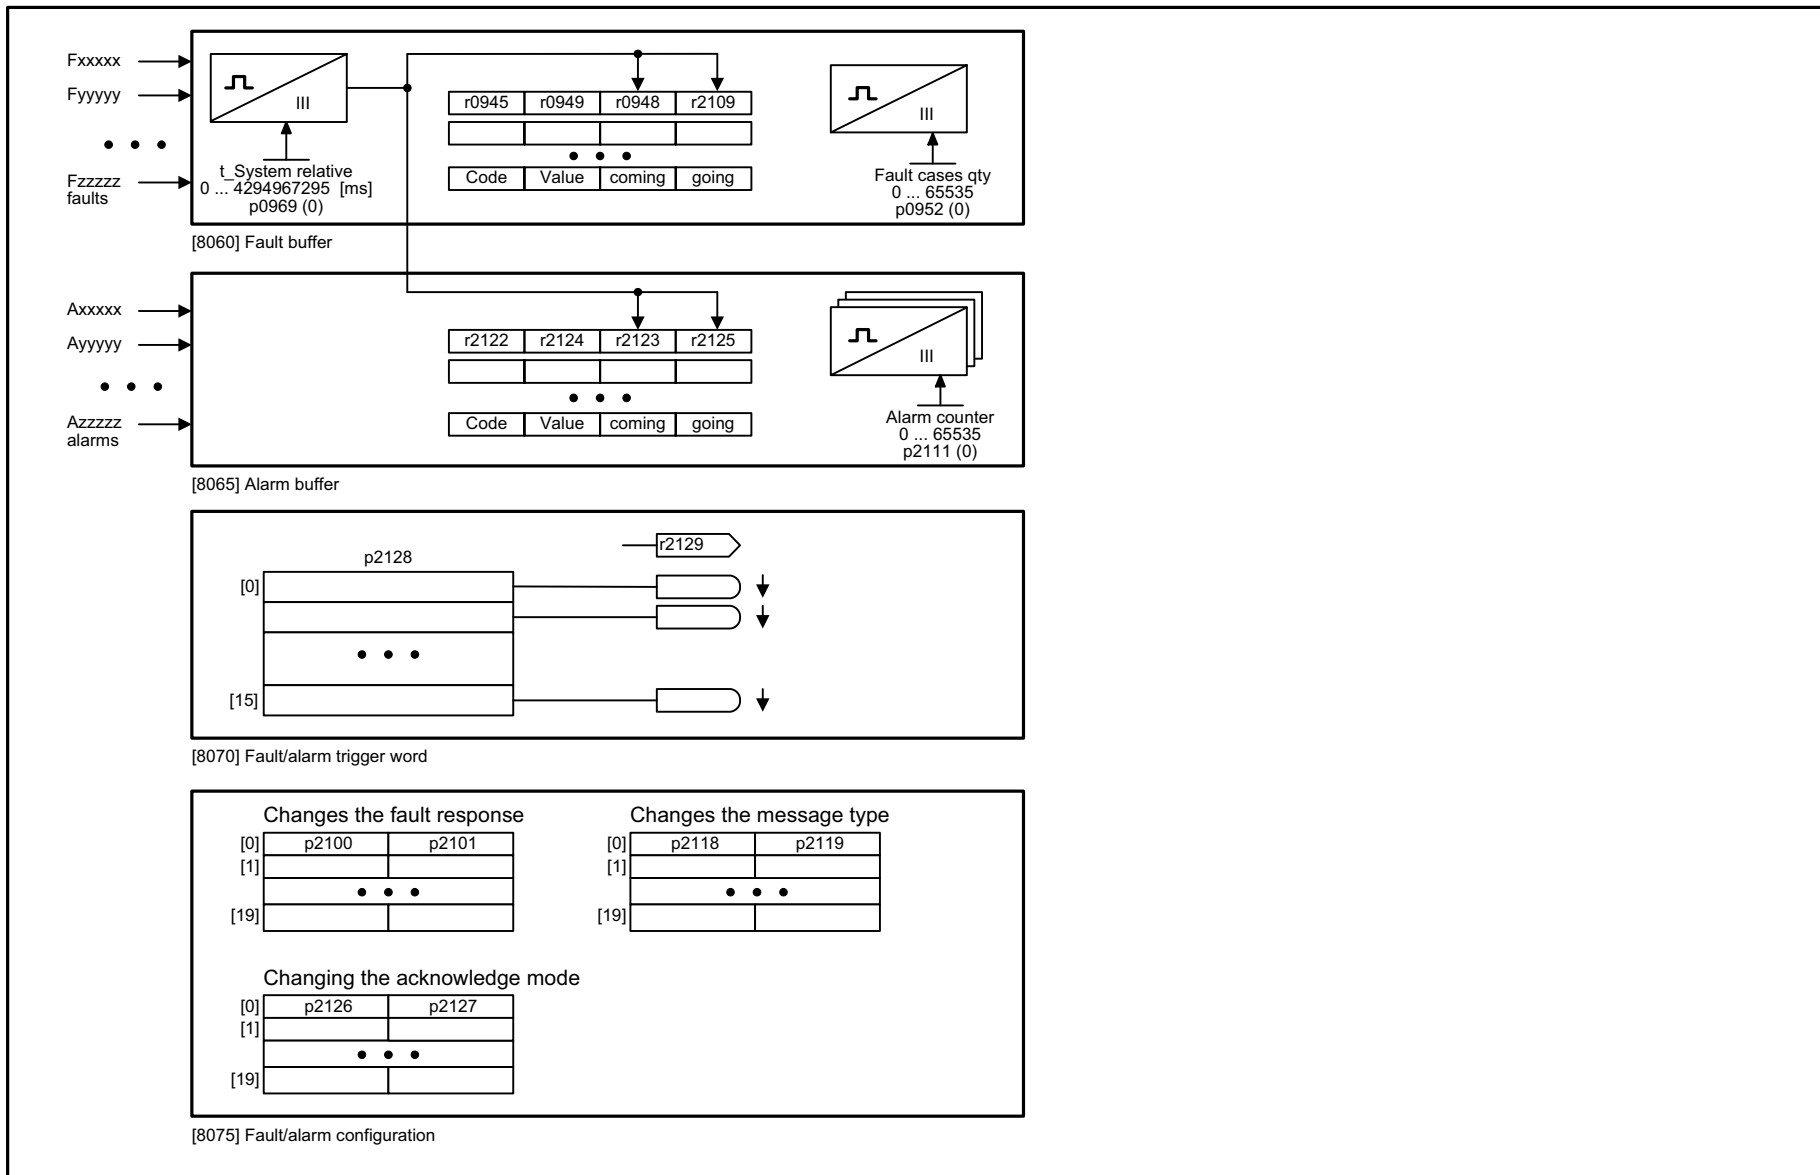 Fxxxxx
Fyyyyy
Fzzzzz
faults
III
t_System relative
0 ... 4294967295 [ms]
p0969 (0)
r0945 r0949 r0948 r2109
Code Value coming going
III
Fault cases qty
0 ... 65535
p0952 (0)
[8060] Fault buffer
Axxxxx
Ayyyyy
Azzzzz
alarms
r2122 r2124 r2123 r2125
Code Value coming going
III
Alarm counter
0 ... 65535
p2111 (0)
[8065] Alarm buffer
p2128
r2129
[0]
[15]
[8070] Fault/alarm trigger word
Changes the fault response
[0] p2100 p2101
[1]
[19]
Changes the message type
[0] p2118 p2119
[1]
[19]
Changing the acknowledge mode
[0] p2126 p2127
[1]
[19]
[8075] Fault/alarm configuration